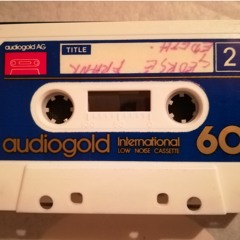 audiogold AG
TITLE
2
audiogold international 60
LOW NOISE CASSETTE